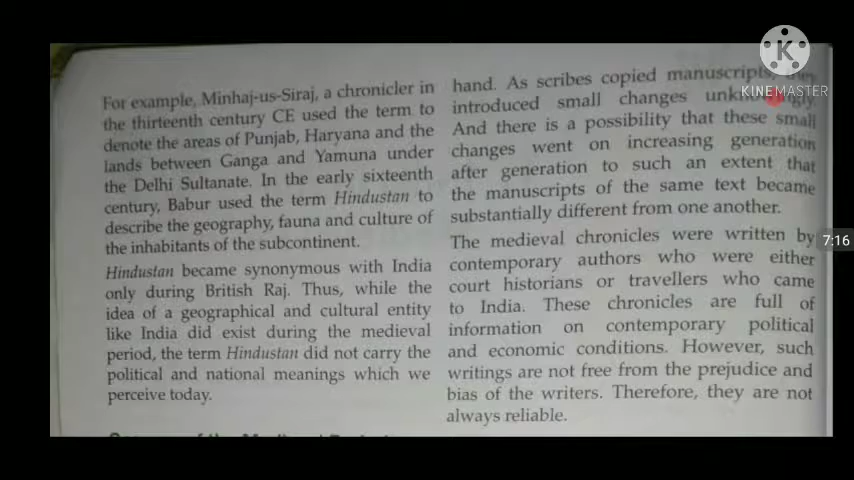 For example, Minhaj-us-Siraj, a chronicler in
the thirteenth century CE used the term to
denote the areas of Punjab, Haryana and the
lands between Ganga and Yamuna under
the Delhi Sultanate. In the early sixteenth
century, Babur used the term Hindustan to
describe the geography, fauna and culture of
the inhabitants of the subcontinent.
Hindustan became synonymous with India
only during British Raj. Thus, while the
idea of a geographical and cultural entity
like India did exist during the medieval
period, the term Hindustan did not carry the
political and national meanings which we
perceive today.
hand. As scribes copied manuscripts, they
introduced small changes unknowingly.
And there is a possibility that these small
changes went on increasing generation
after generation to such an extent that
the manuscripts of the same text became
substantially different from one another.
The medieval chronicles were written by
contemporary authors who were either
court historians or travellers who came
to India. These chronicles are full of
information on contemporary political
and economic conditions. However, such
writings are not free from the prejudice and
bias of the writers. Therefore, they are not
always reliable.
K
KINEMASTER
7:16